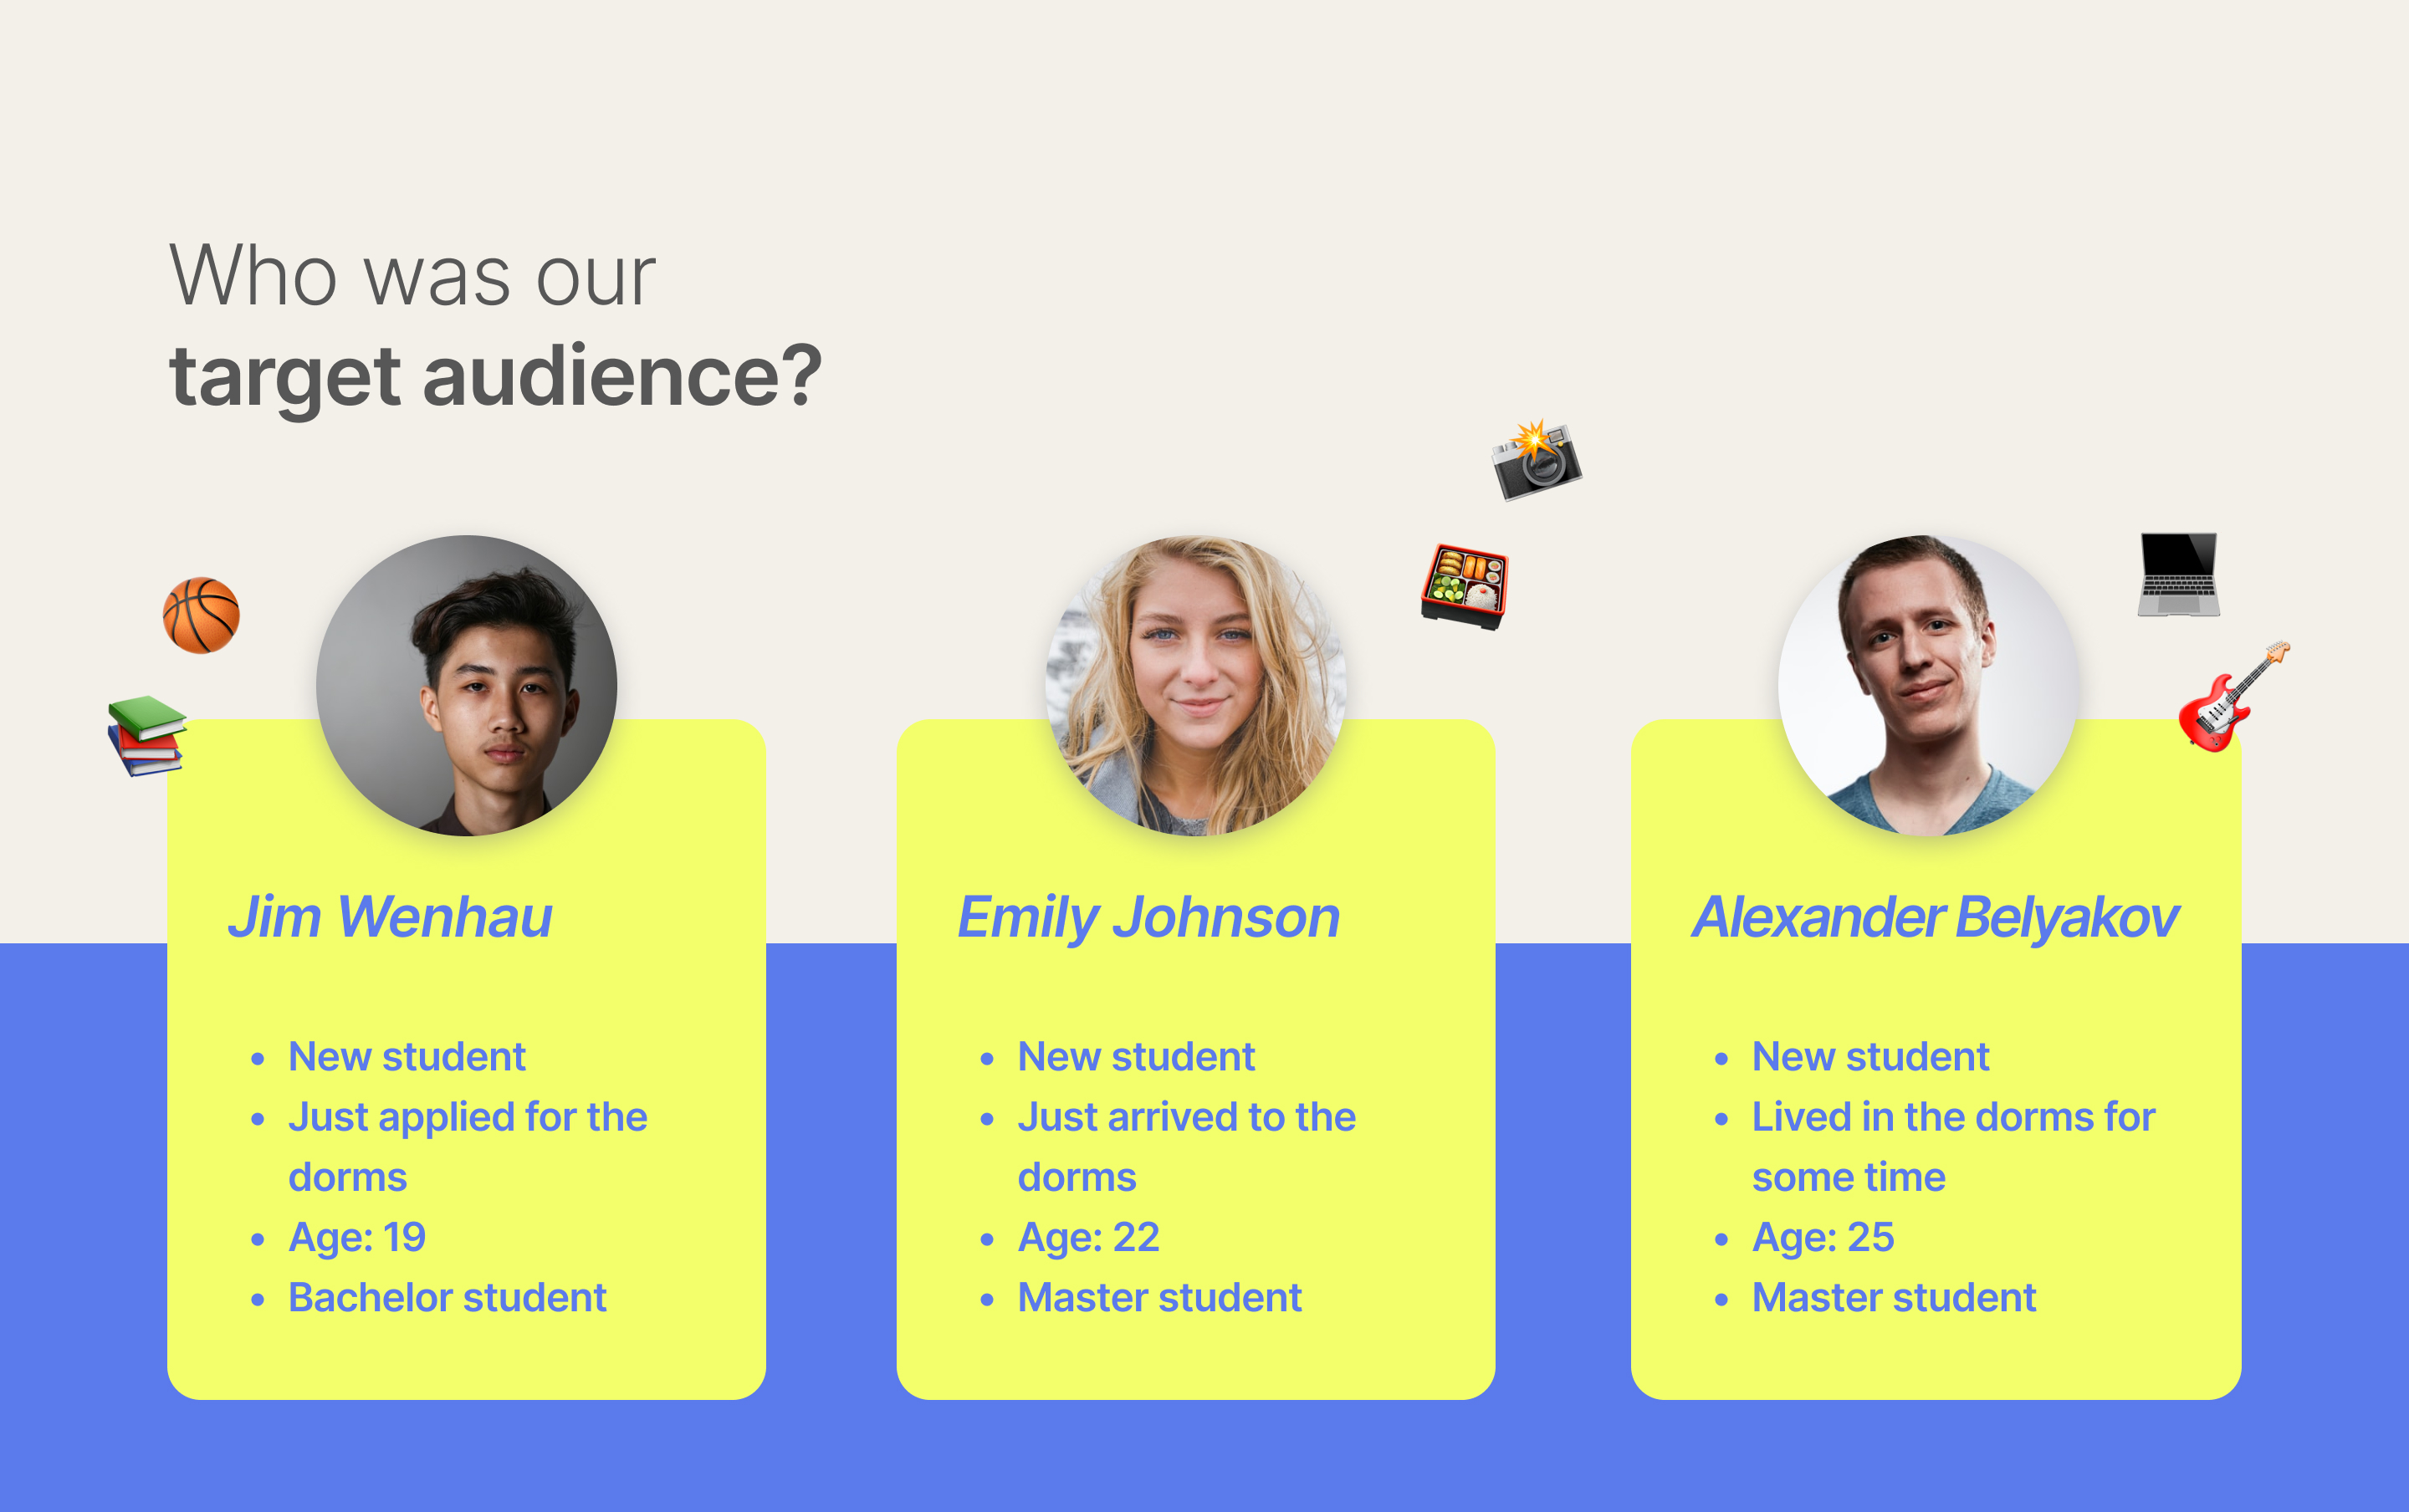 Who was our
target audience?
Jim Wenhau
• New student
• Just applied for the
dorms
• Age: 19
• Bachelor student
Emily Johnson
• New student
• Just arrived to the
dorms
• Age: 22
• Master student
Alexander Belyakov
• New student
• Lived in the dorms for
some time
• Age: 25
• Master student